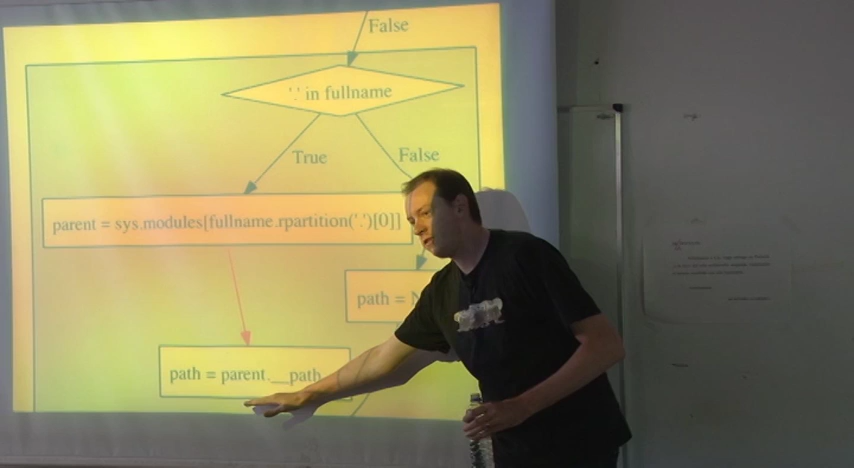 False
'.' in fullname
True
False
parent = sys.modules[fullname.rpartition('.')[0]]
path = N
path = parent.__path